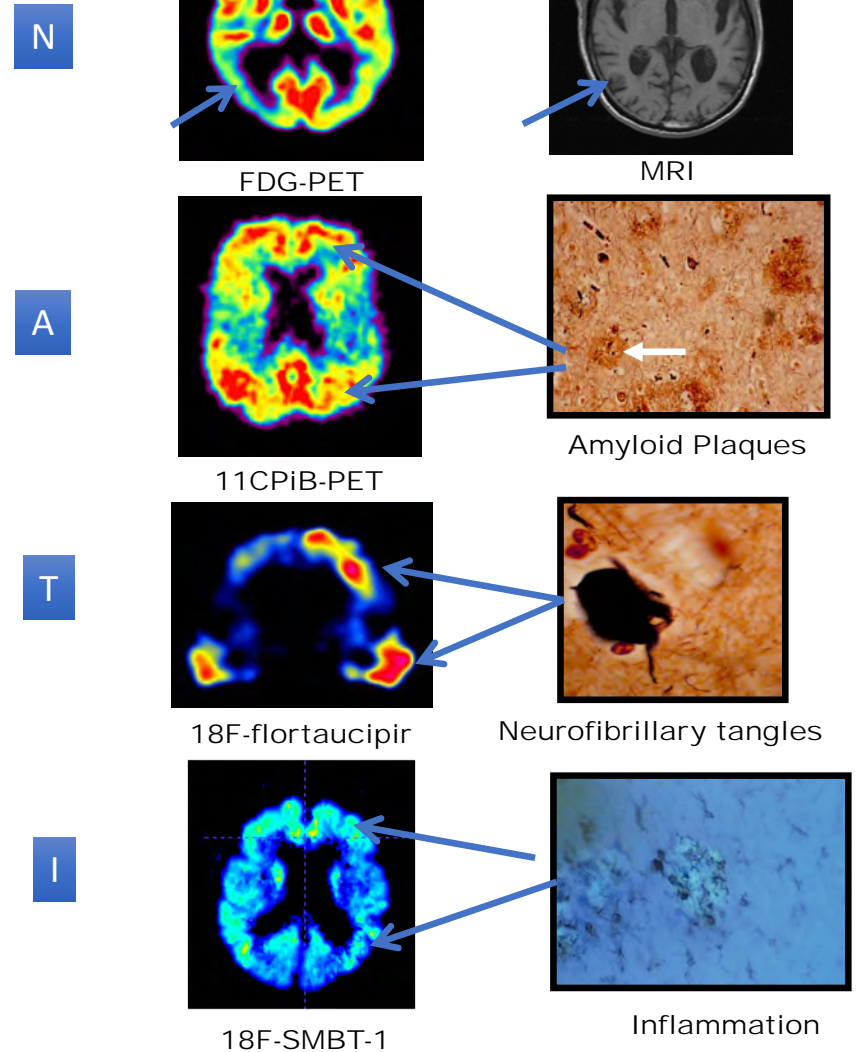 N
FDG-PET
MRI
A
11CPiB-PET
Amyloid Plaques
T
18F-flortaucipir
Neurofibrillary tangles
I
18F-SMBT-1
Inflammation